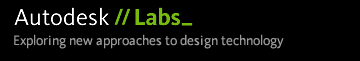 Autodesk // Labs_
Exploring new approaches to design technology